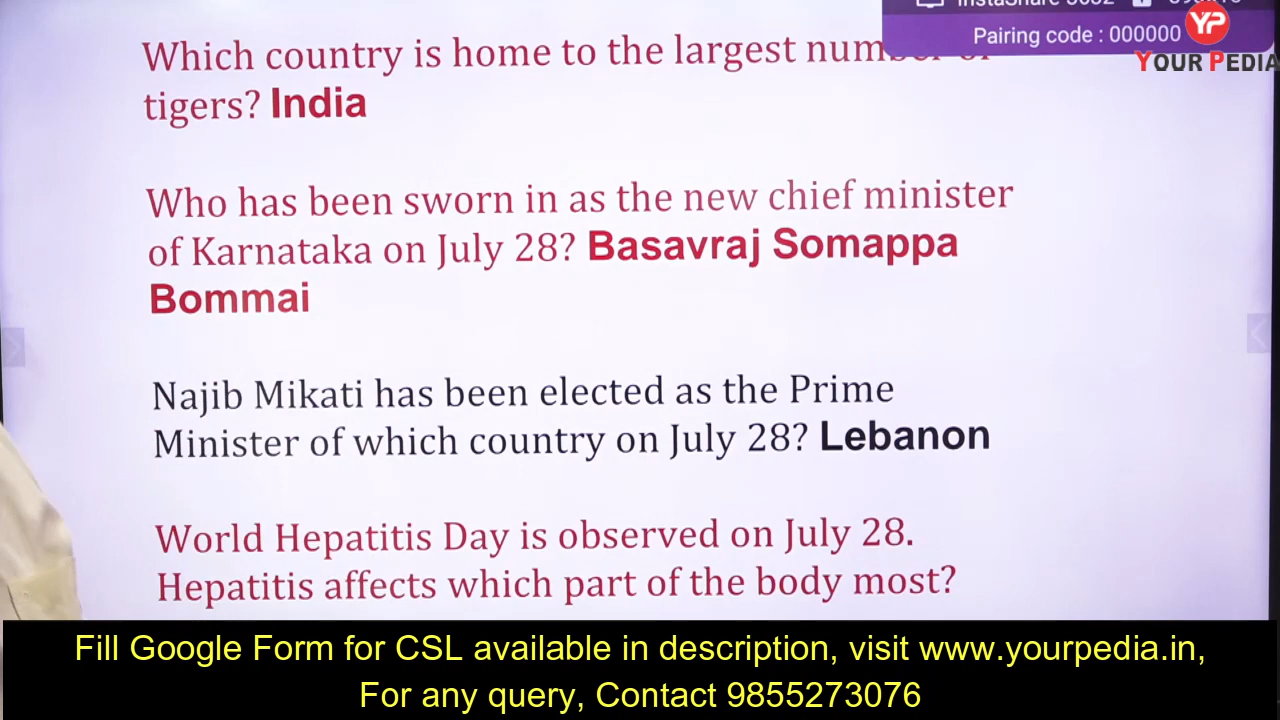 Pairing code : 000000
YP
YOUR PEDIA
Which country is home to the largest number of
tigers? India
Who has been sworn in as the new chief minister
of Karnataka on July 28? Basavraj Somappa
Bommai
Najib Mikati has been elected as the Prime
Minister of which country on July 28? Lebanon
World Hepatitis Day is observed on July 28.
Hepatitis affects which part of the body most?
Fill Google Form for CSL available in description, visit www.yourpedia.in,
For any query, Contact 9855273076